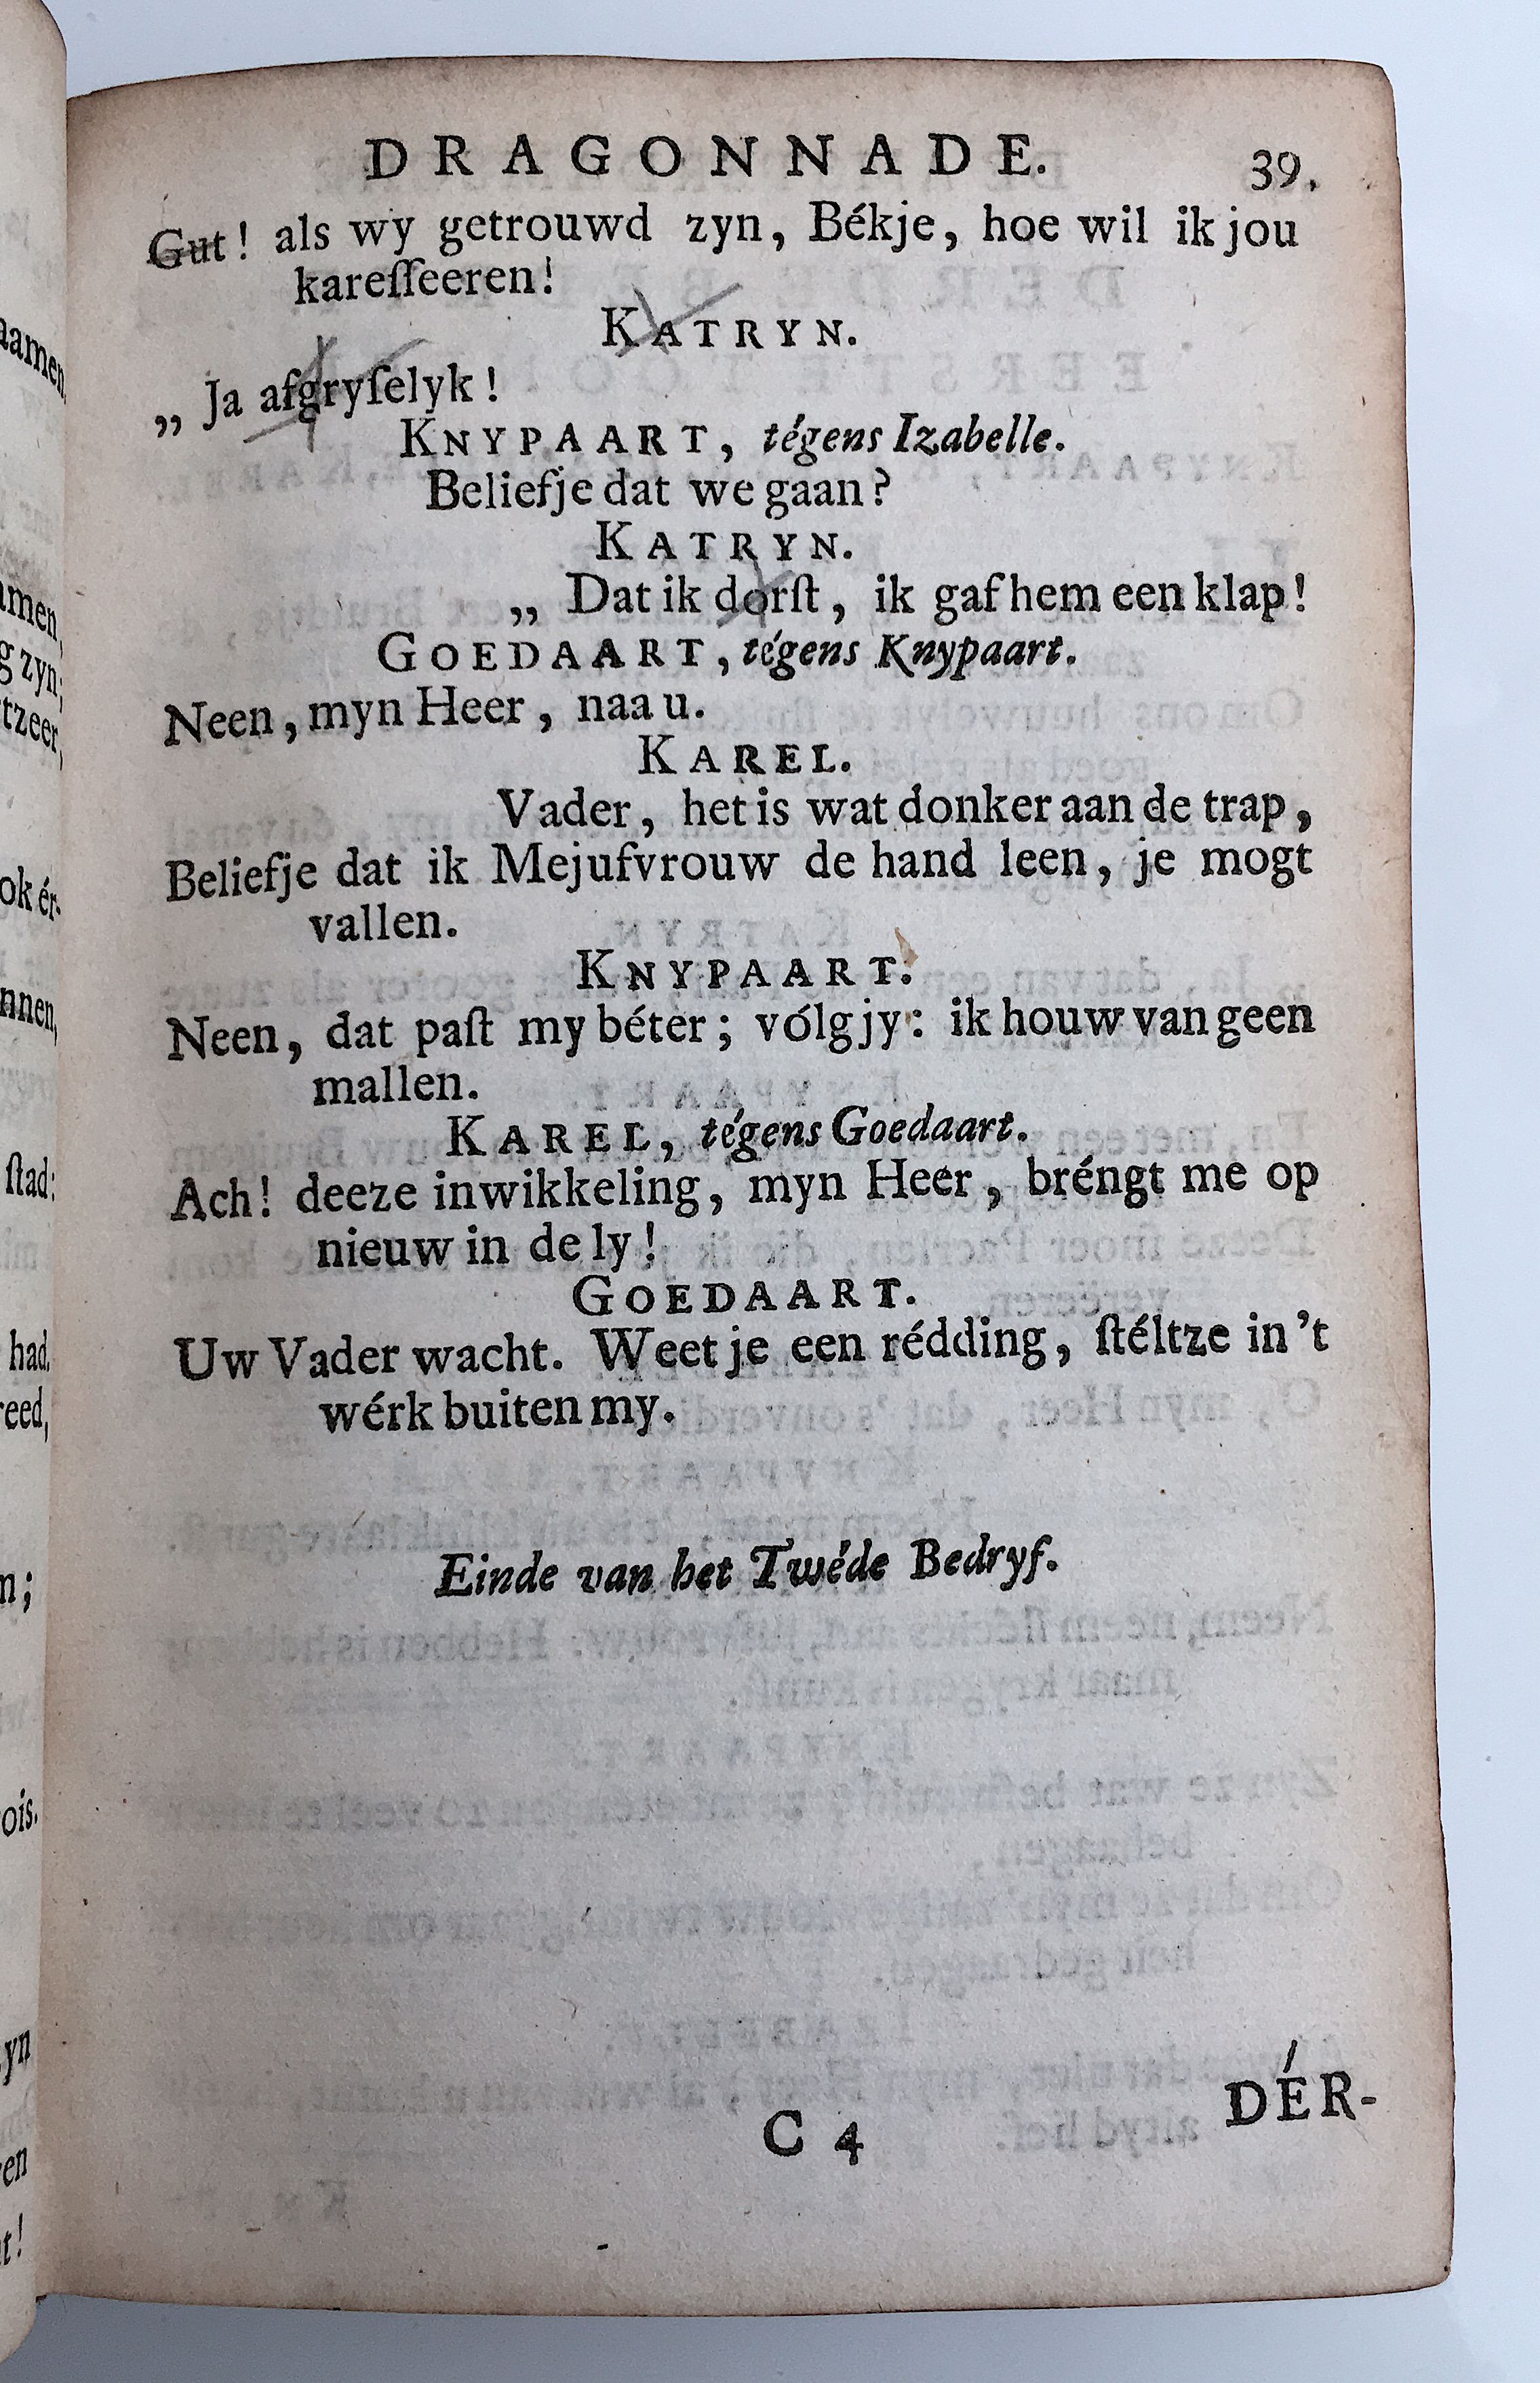 DRAGONNADE. 39.
Gut! als wy getrouwd zyn, Békje, hoe wil ik jou
kareſſeeren!
KATRYN.
„ Ja afgryſelyk!
KNYPAART, tégens Izabelle.
Beliefje dat we gaan?
KATRYN.
„ Dat ik dorſt, ik gaf hem een klap!
GOEDAART, tégens Knypaart.
Neen, myn Heer, naa u.
KAREL.
Vader, het is wat donker aan de trap,
Beliefje dat ik Mejufvrouw de hand leen, je mogt
vallen.
KNYPAART.
Neen, dat paſt my béter; vólg jy: ik houw van geen
mallen.
KAREL, tégens Goedaart.
Ach! deeze inwikkeling, myn Heer, bréngt me op
nieuw in de ly!
GOEDAART.
Uw Vader wacht. Weet je een rédding, ſtéltze in 't
wérk buiten my.
Einde van het Twéde Bedryf.
C 4 DÉR-